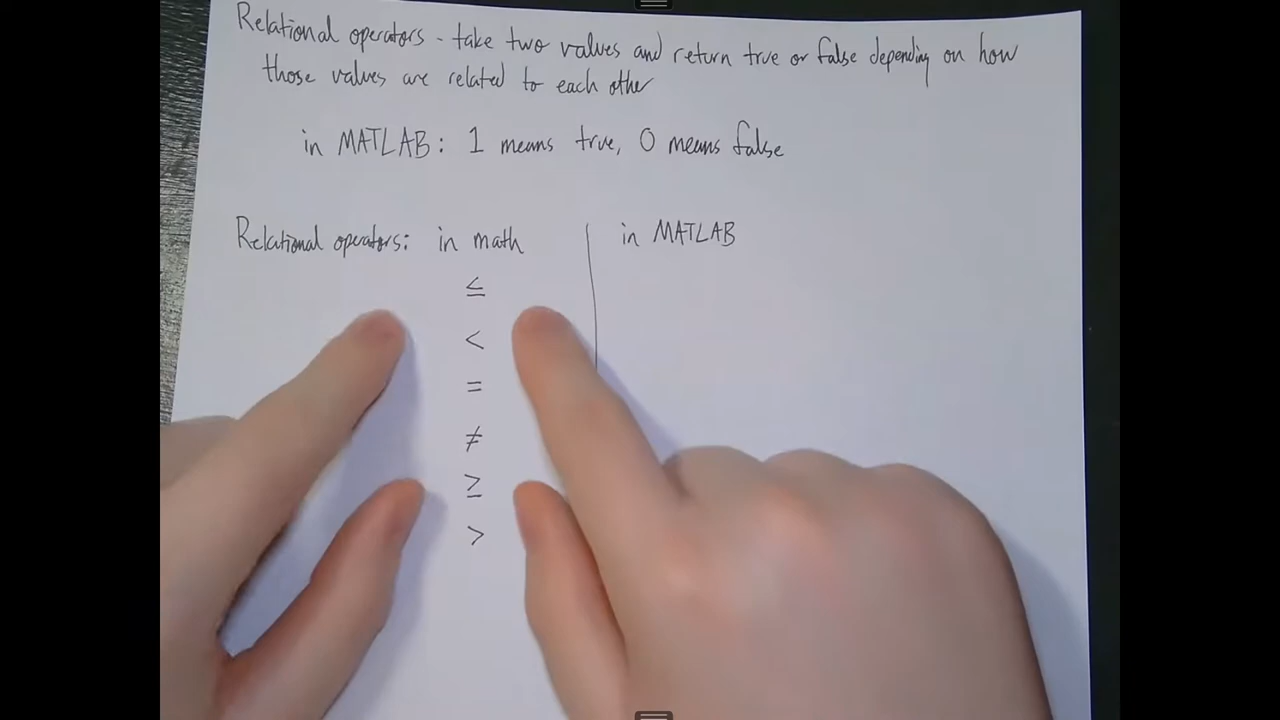 Relational operators - take two values and return true or false depending on how
those values are related to each other
in MATLAB: 1 means true, 0 means false
Relational operators: in math | in MATLAB
≤
<
=
≠
≥
>